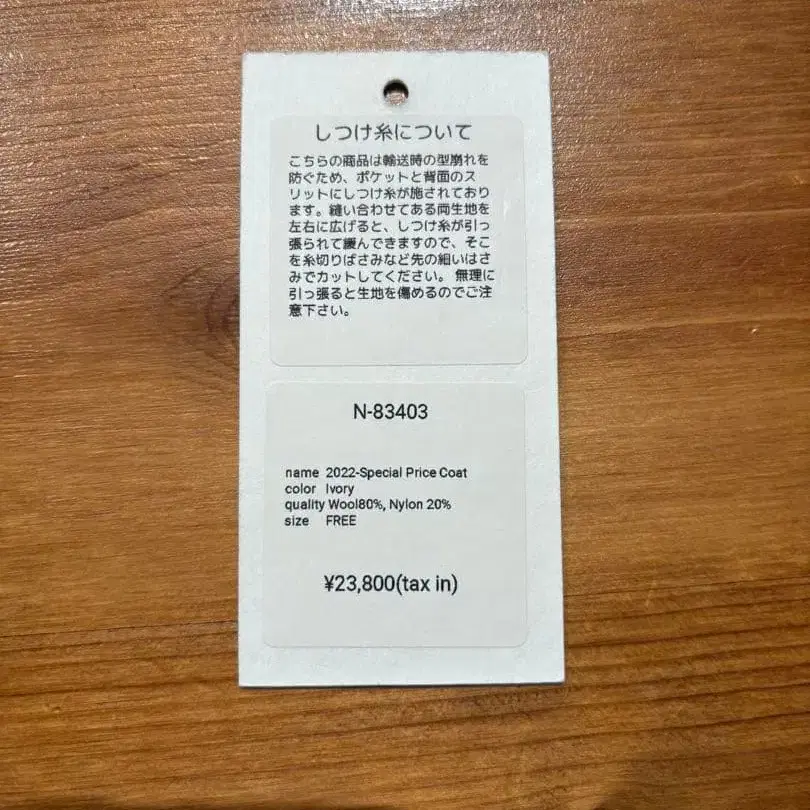 しつけ糸について
こちらの商品は輸送時の型崩れを
防ぐため、ポケットと背面のス
リットにしつけ糸が施されており
ます。縫い合わせてある両生地を
左右に広げると、しつけ糸が引っ
張られて緩んできますので、そこ
を糸切りばさみなど先の細いはさ
みでカットしてください。 無理に
引っ張ると生地を傷めるのでご注
意下さい。
N-83403
name 2022-Special Price Coat
color Ivory
quality Wool80%, Nylon 20%
size FREE
¥23,800(tax in)